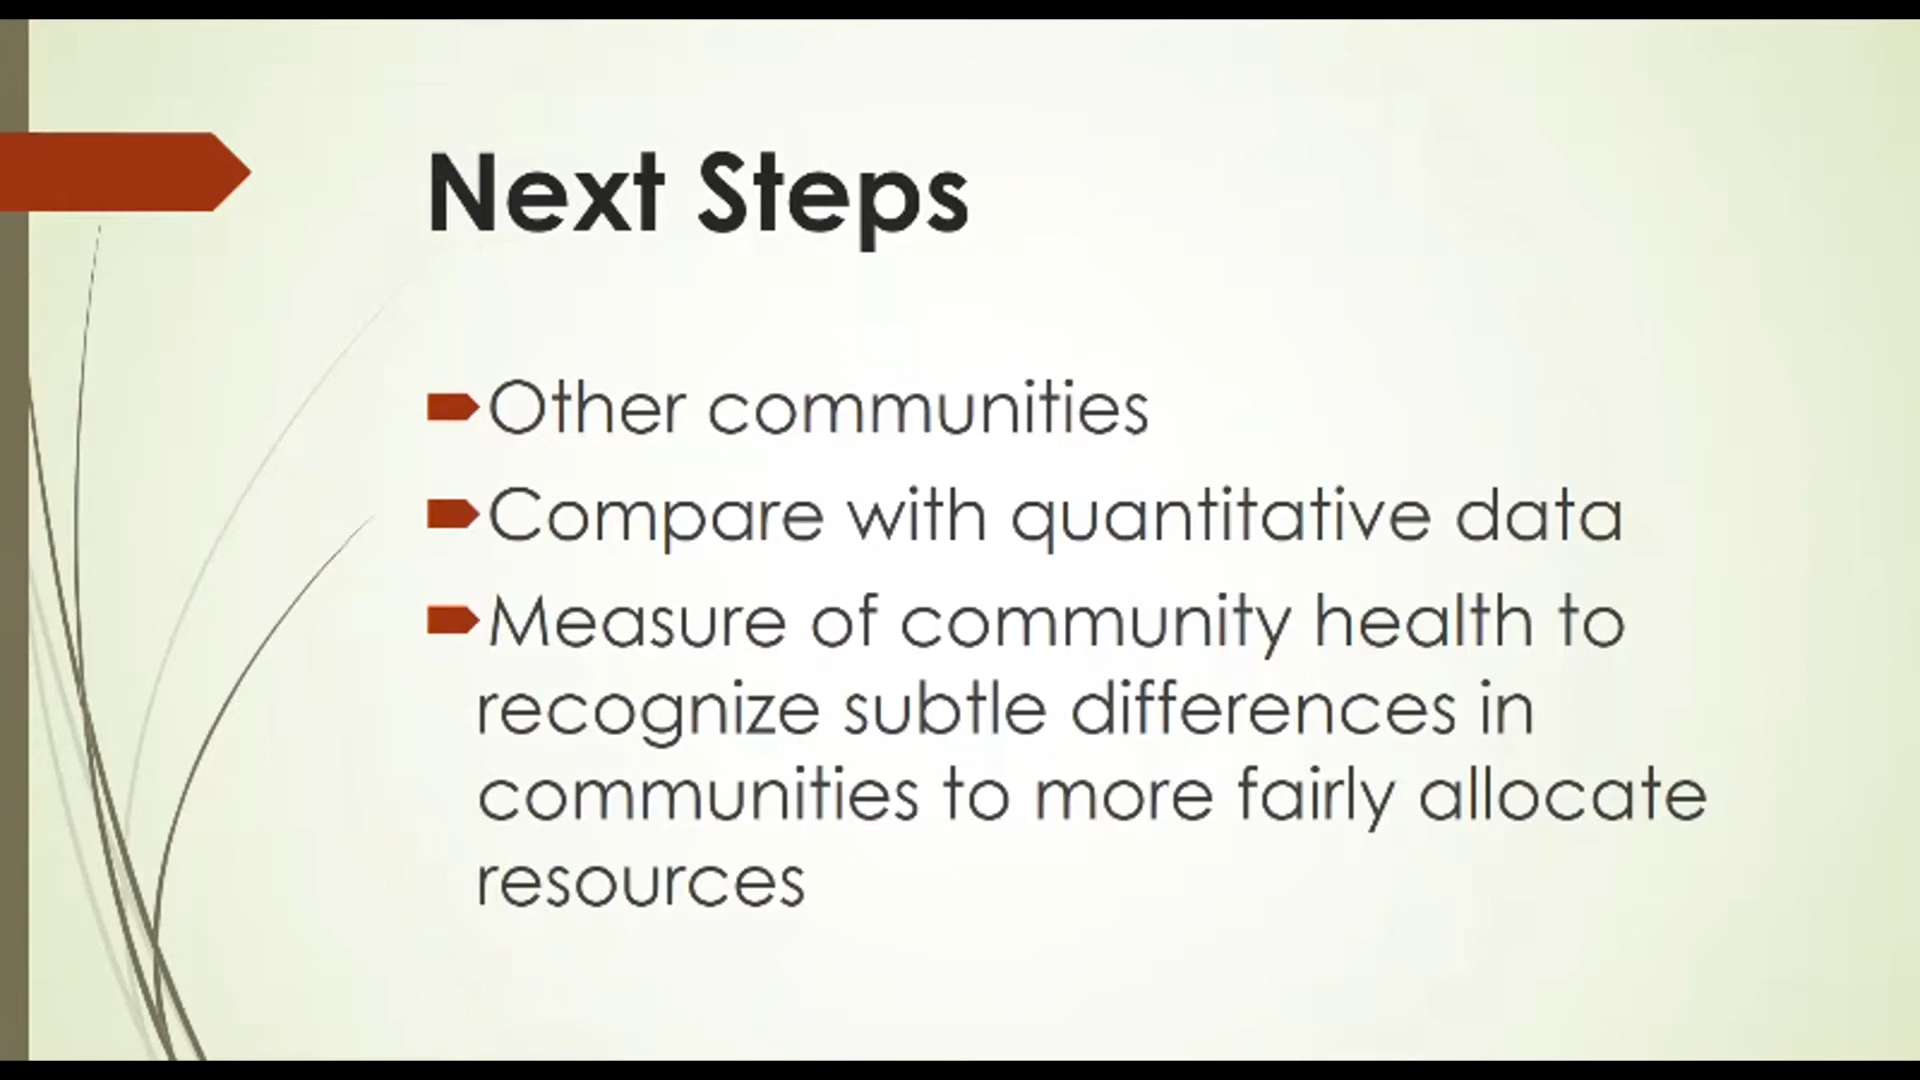 Next Steps
Other communities
Compare with quantitative data
Measure of community health to
recognize subtle differences in
communities to more fairly allocate
resources